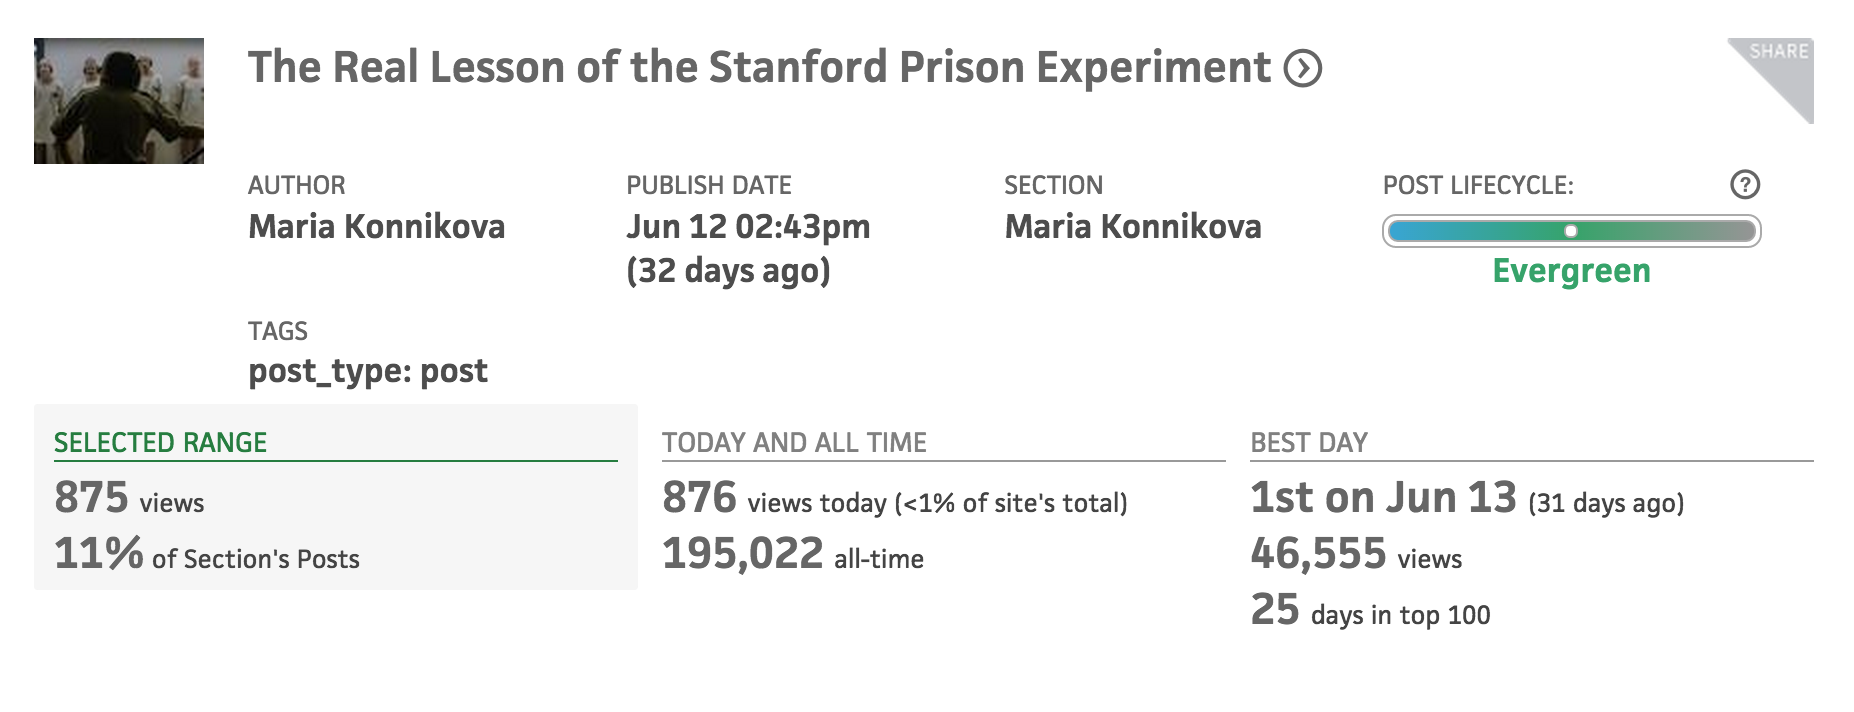 The Real Lesson of the Stanford Prison Experiment
SHARE
AUTHOR
Maria Konnikova
PUBLISH DATE
Jun 12 02:43pm
(32 days ago)
SECTION
Maria Konnikova
POST LIFECYCLE: ?
Evergreen
TAGS
post_type: post
SELECTED RANGE
875 views
11% of Section's Posts
TODAY AND ALL TIME
876 views today (<1% of site's total)
195,022 all-time
BEST DAY
1st on Jun 13 (31 days ago)
46,555 views
25 days in top 100